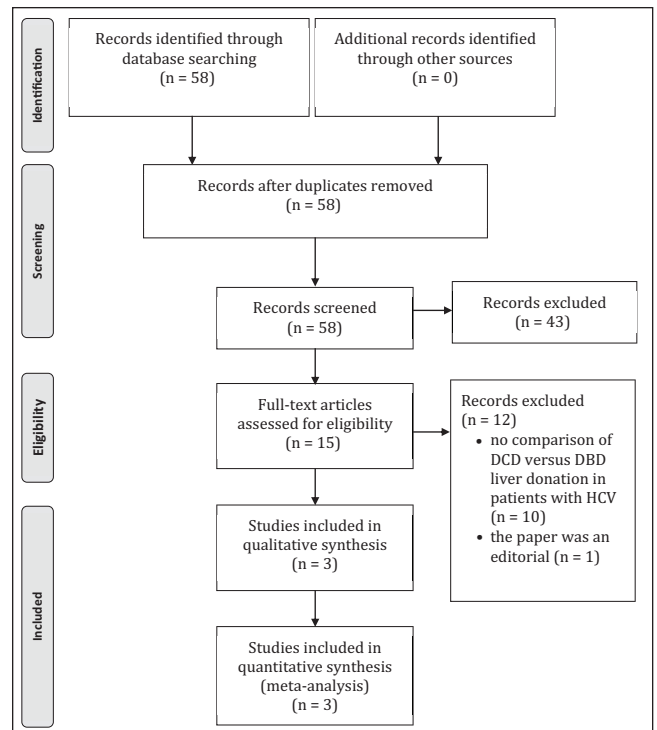 Identification
Records identified through
database searching
(n = 58)
Additional records identified
through other sources
(n = 0)
Screening
Records after duplicates removed
(n = 58)
Records screened
(n = 58)
Records excluded
(n = 43)
Eligibility
Full-text articles
assessed for eligibility
(n = 15)
Records excluded
(n = 12)
• no comparison of
DCD versus DBD
liver donation in
patients with HCV
(n = 10)
• the paper was an
editorial (n = 1)
Included
Studies included in
qualitative synthesis
(n = 3)
Studies included in
quantitative synthesis
(meta-analysis)
(n = 3)